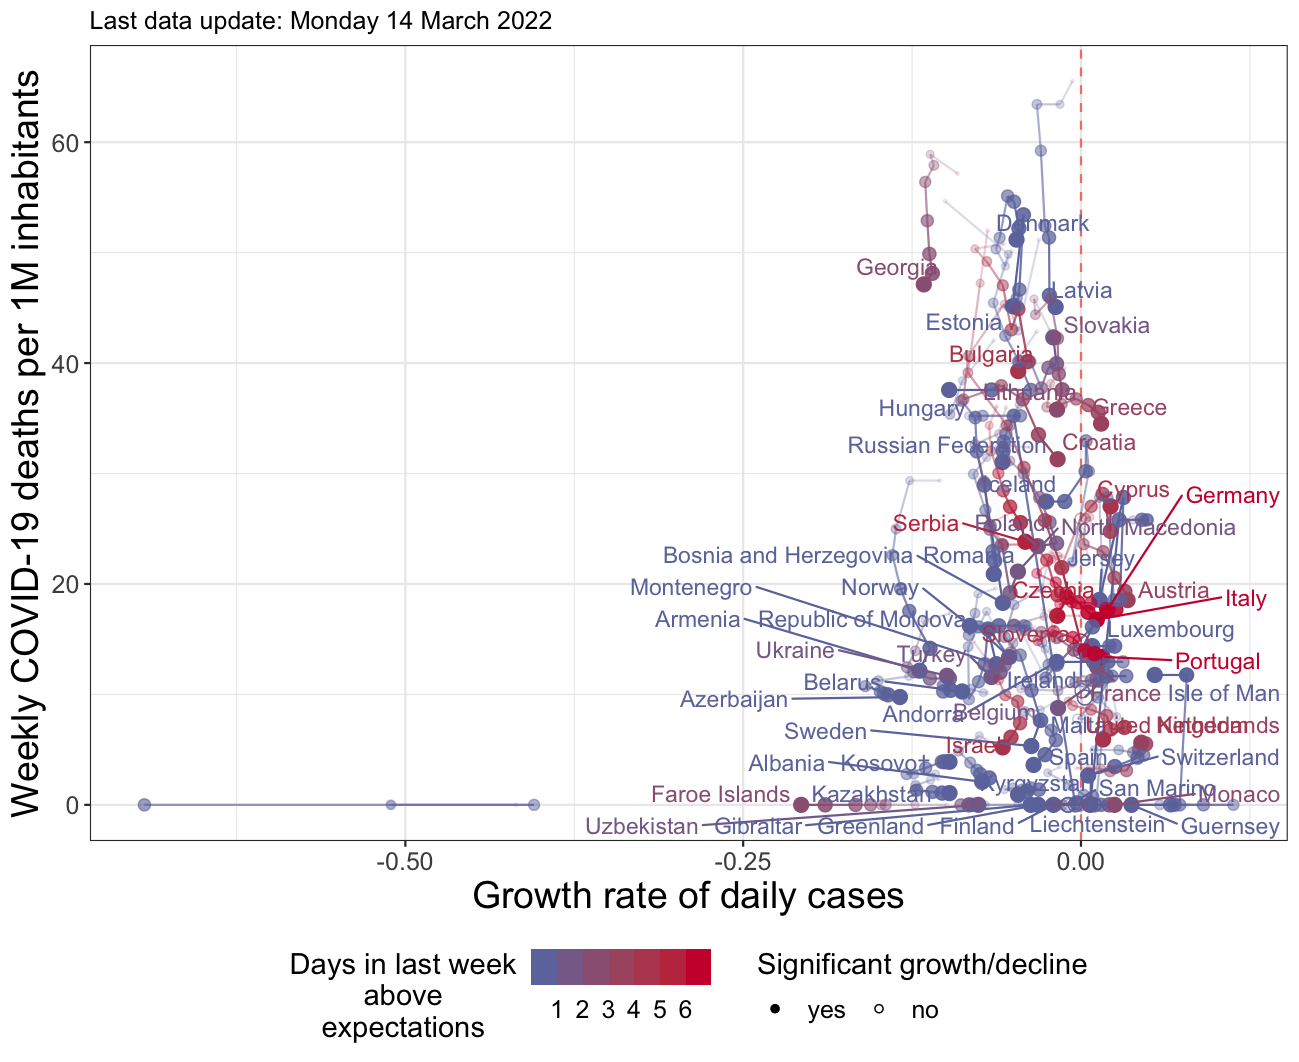 Last data update: Monday 14 March 2022
Weekly COVID-19 deaths per 1M inhabitants
60
40
20
0
Denmark
Georgia
Latvia
Estonia
Slovakia
Bulgaria
Lithuania
Hungary
Greece
Russian Federation
Croatia
Iceland
Cyprus
Germany
Serbia
Poland
North Macedonia
Bosnia and Herzegovina
Romania
Jersey
Montenegro
Norway
Czechia
Austria
Italy
Armenia
Republic of Moldova
Slovenia
Luxembourg
Ukraine
Turkey
Portugal
Belarus
Ireland
France
Isle of Man
Azerbaijan
Andorra
Belgium
Malta
United Kingdom
Netherlands
Sweden
Israel
Spain
Switzerland
Albania
Kosovo
Kyrgyzstan
Faroe Islands
Kazakhstan
San Marino
Monaco
Uzbekistan
Gibraltar
Greenland
Finland
Liechtenstein
Guernsey
-0.50
-0.25
0.00
Growth rate of daily cases
Days in last week
above
expectations
1 2 3 4 5 6
Significant growth/decline
yes
no